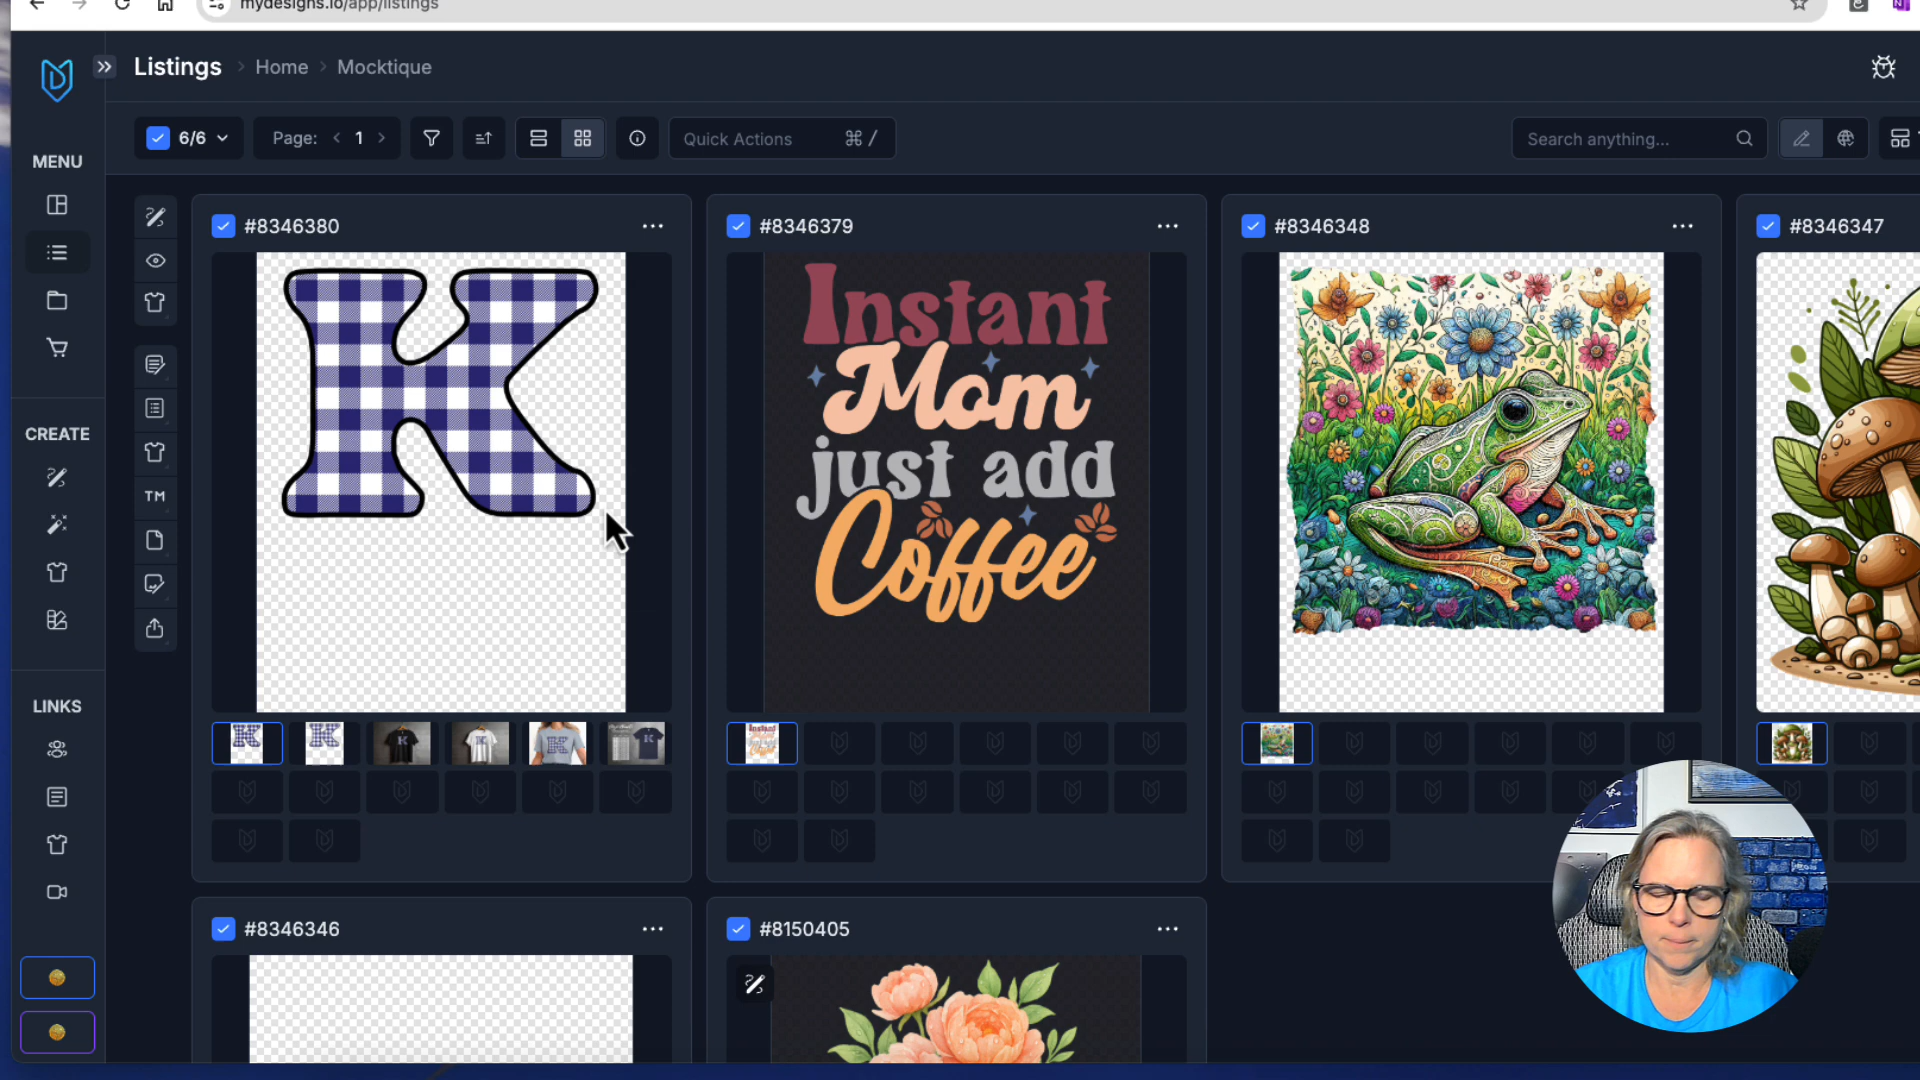 mydesigns.io/app/listings
Listings
Home
Mocktique
6/6
Page:
1
Quick Actions
⌘ /
Search anything...
MENU
CREATE
TM
LINKS
#8346380
K
#8346379
Instant
Mom
just add
Coffee
#8346348
#8346347
#8346346
#8150405